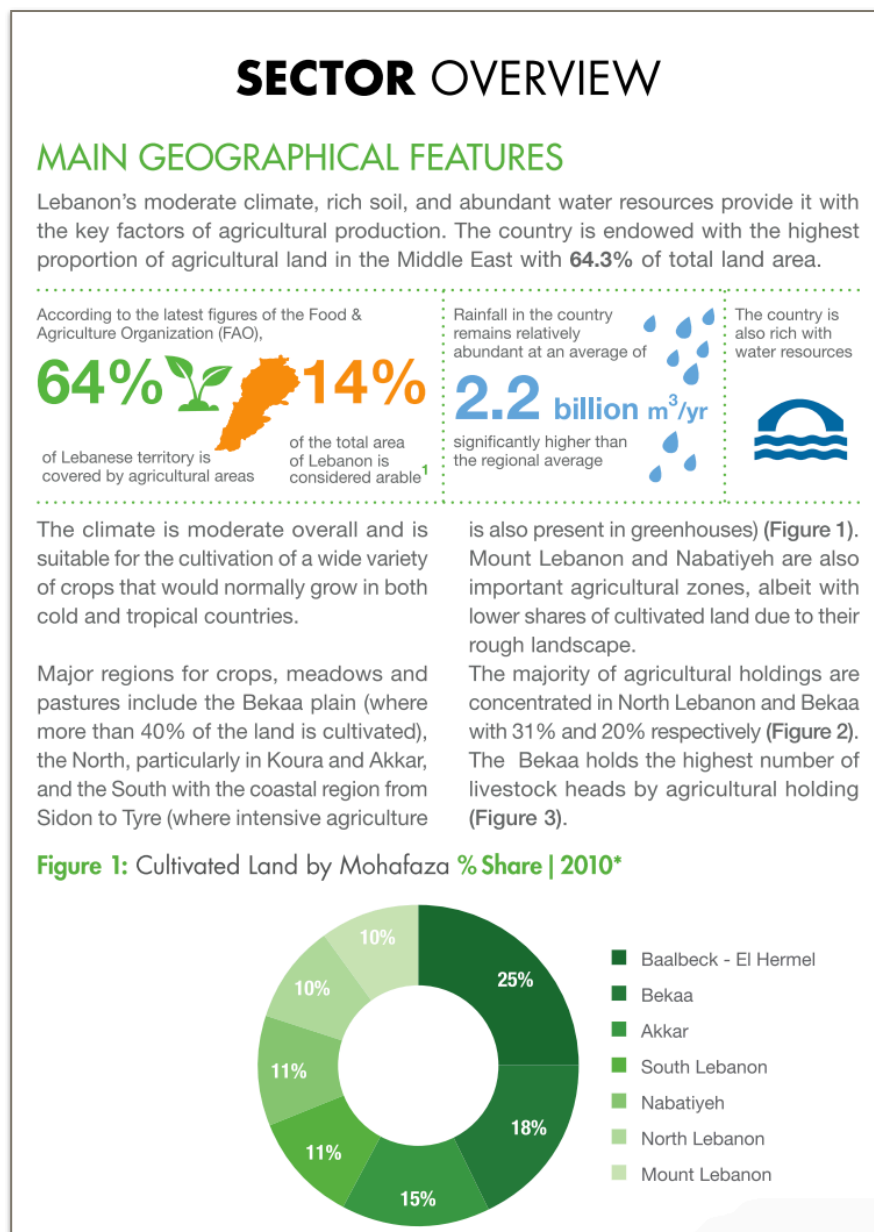 SECTOR OVERVIEW
MAIN GEOGRAPHICAL FEATURES
Lebanon's moderate climate, rich soil, and abundant water resources provide it with
the key factors of agricultural production. The country is endowed with the highest
proportion of agricultural land in the Middle East with 64.3% of total land area.
According to the latest figures of the Food &
Agriculture Organization (FAO),
64%
of Lebanese territory is
covered by agricultural areas
14%
of the total area
of Lebanon is
considered arable¹
Rainfall in the country
remains relatively
abundant at an average of
2.2 billion m³/yr
significantly higher than
the regional average
The country is
also rich with
water resources
The climate is moderate overall and is
suitable for the cultivation of a wide variety
of crops that would normally grow in both
cold and tropical countries.
Major regions for crops, meadows and
pastures include the Bekaa plain (where
more than 40% of the land is cultivated),
the North, particularly in Koura and Akkar,
and the South with the coastal region from
Sidon to Tyre (where intensive agriculture
is also present in greenhouses) (Figure 1).
Mount Lebanon and Nabatiyeh are also
important agricultural zones, albeit with
lower shares of cultivated land due to their
rough landscape.
The majority of agricultural holdings are
concentrated in North Lebanon and Bekaa
with 31% and 20% respectively (Figure 2).
The Bekaa holds the highest number of
livestock heads by agricultural holding
(Figure 3).
Figure 1: Cultivated Land by Mohafaza % Share | 2010*
25%
18%
15%
11%
11%
10%
10%
Baalbeck - El Hermel
Bekaa
Akkar
South Lebanon
Nabatiyeh
North Lebanon
Mount Lebanon